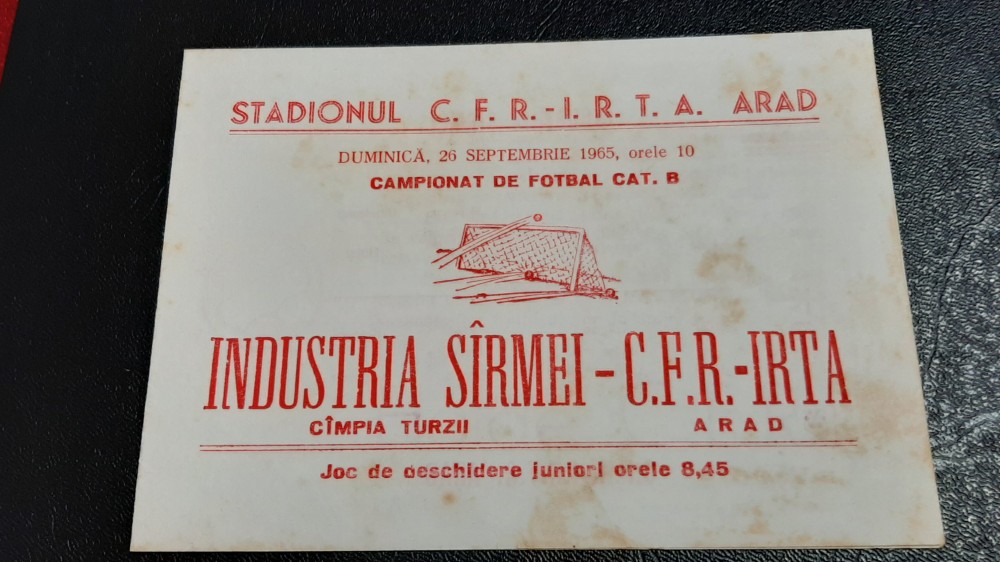 STADIONUL C. F. R. - I. R. T. A. ARAD
DUMINICĂ, 26 SEPTEMBRIE 1965, orele 10
CAMPIONAT DE FOTBAL CAT. B
INDUSTRIA SÎRMEI - C.F.R.-IRTA
CÎMPIA TURZII ARAD
Joc de deschidere juniori orele 8,45